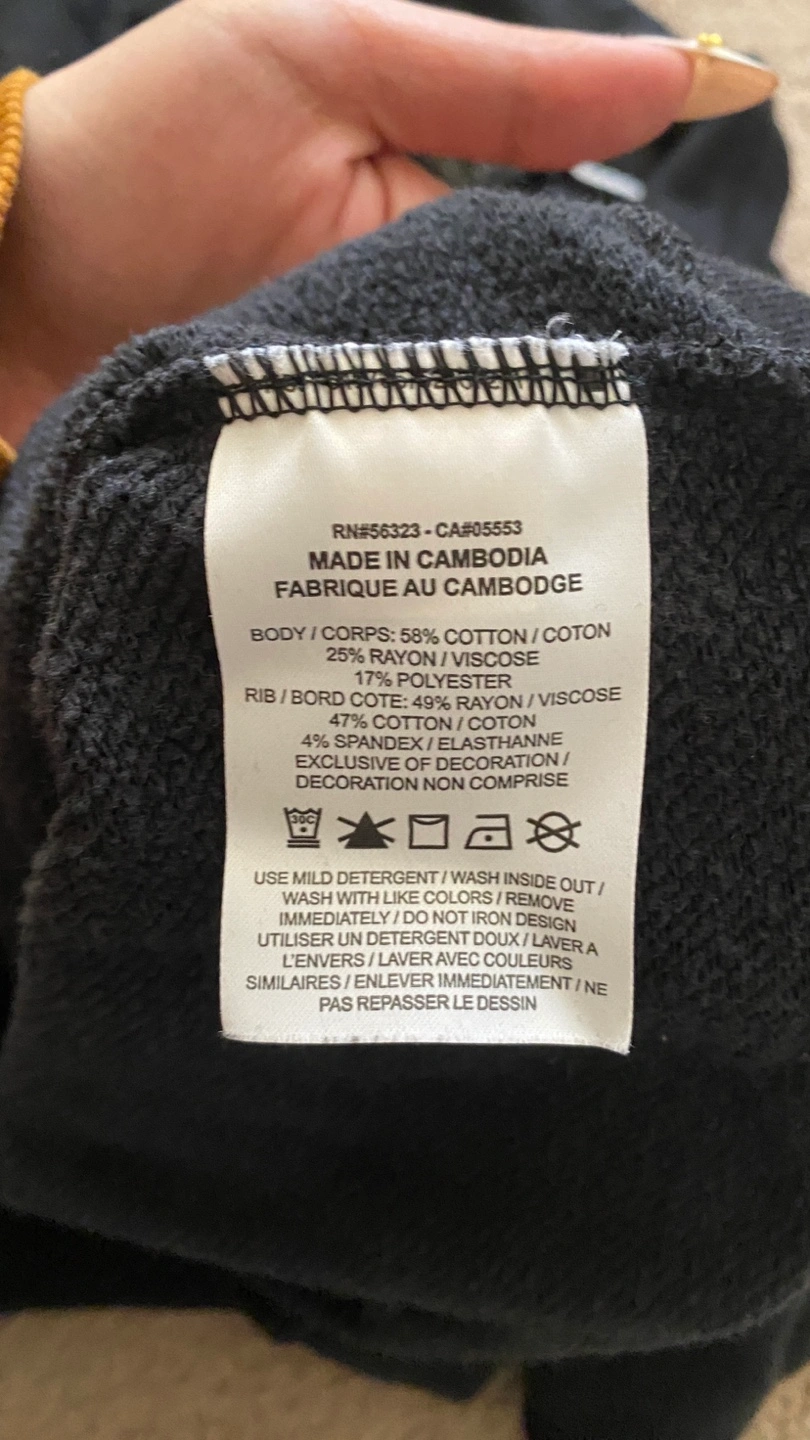 RN#56323 - CA#05553
MADE IN CAMBODIA
FABRIQUE AU CAMBODGE
BODY / CORPS: 58% COTTON / COTON
25% RAYON / VISCOSE
17% POLYESTER
RIB / BORD COTE: 49% RAYON / VISCOSE
47% COTTON / COTON
4% SPANDEX / ELASTHANNE
EXCLUSIVE OF DECORATION /
DECORATION NON COMPRISE
30C
USE MILD DETERGENT / WASH INSIDE OUT /
WASH WITH LIKE COLORS / REMOVE
IMMEDIATELY / DO NOT IRON DESIGN
UTILISER UN DETERGENT DOUX / LAVER A
L'ENVERS / LAVER AVEC COULEURS
SIMILAIRES / ENLEVER IMMEDIATEMENT / NE
PAS REPASSER LE DESSIN